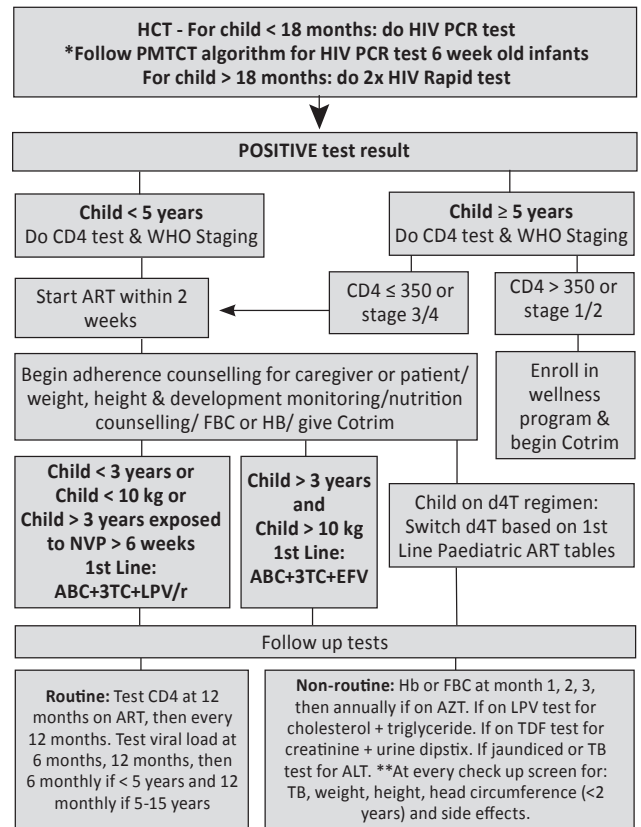 HCT - For child < 18 months: do HIV PCR test
*Follow PMTCT algorithm for HIV PCR test 6 week old infants
For child > 18 months: do 2x HIV Rapid test
POSITIVE test result
Child < 5 years
Do CD4 test & WHO Staging
Child ≥ 5 years
Do CD4 test & WHO Staging
Start ART within 2
weeks
CD4 ≤ 350 or
stage 3/4
CD4 > 350 or
stage 1/2
Begin adherence counselling for caregiver or patient/
weight, height & development monitoring/nutrition
counselling/ FBC or HB/ give Cotrim
Enroll in
wellness
program &
begin Cotrim
Child < 3 years or
Child < 10 kg or
Child > 3 years exposed
to NVP > 6 weeks
1st Line:
ABC+3TC+LPV/r
Child > 3 years
and
Child > 10 kg
1st Line:
ABC+3TC+EFV
Child on d4T regimen:
Switch d4T based on 1st
Line Paediatric ART tables
Follow up tests
Routine: Test CD4 at 12
months on ART, then every
12 months. Test viral load at
6 months, 12 months, then
6 monthly if < 5 years and 12
monthly if 5-15 years
Non-routine: Hb or FBC at month 1, 2, 3,
then annually if on AZT. If on LPV test for
cholesterol + triglyceride. If on TDF test for
creatinine + urine dipstix. If jaundiced or TB
test for ALT. **At every check up screen for:
TB, weight, height, head circumference (<2
years) and side effects.